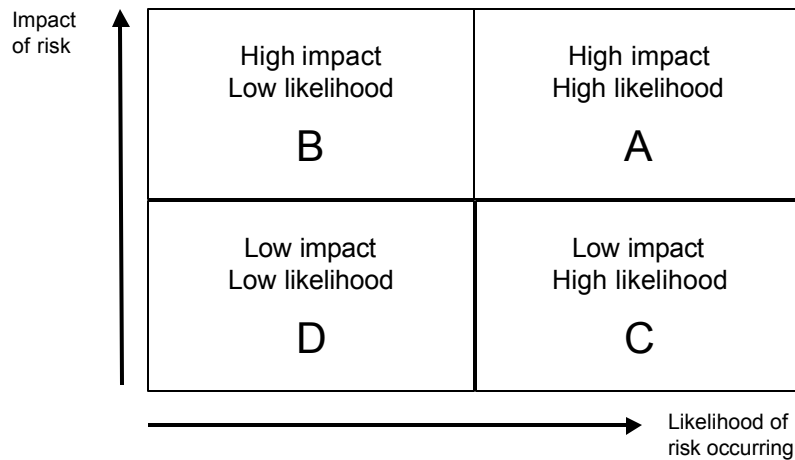 Impact
of risk
High impact
Low likelihood
B
High impact
High likelihood
A
Low impact
Low likelihood
D
Low impact
High likelihood
C
Likelihood of
risk occurring